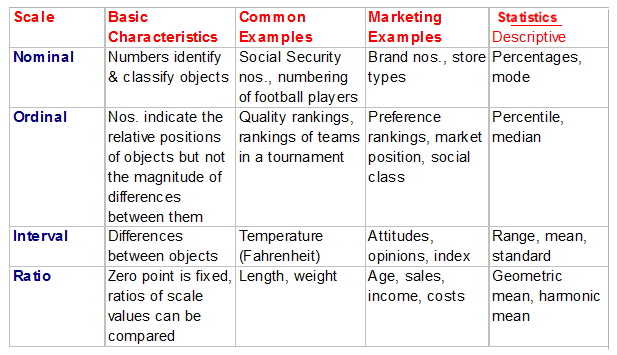 Scale
Basic
Characteristics
Common
Examples
Marketing
Examples
Statistics
Descriptive
Nominal
Numbers identify
& classify objects
Social Security
nos., numbering
of football players
Brand nos., store
types
Percentages,
mode
Ordinal
Nos. indicate the
relative positions
of objects but not
the magnitude of
differences
between them
Quality rankings,
rankings of teams
in a tournament
Preference
rankings, market
position, social
class
Percentile,
median
Interval
Differences
between objects
Temperature
(Fahrenheit)
Attitudes,
opinions, index
Range, mean,
standard
Ratio
Zero point is fixed,
ratios of scale
values can be
compared
Length, weight
Age, sales,
income, costs
Geometric
mean, harmonic
mean